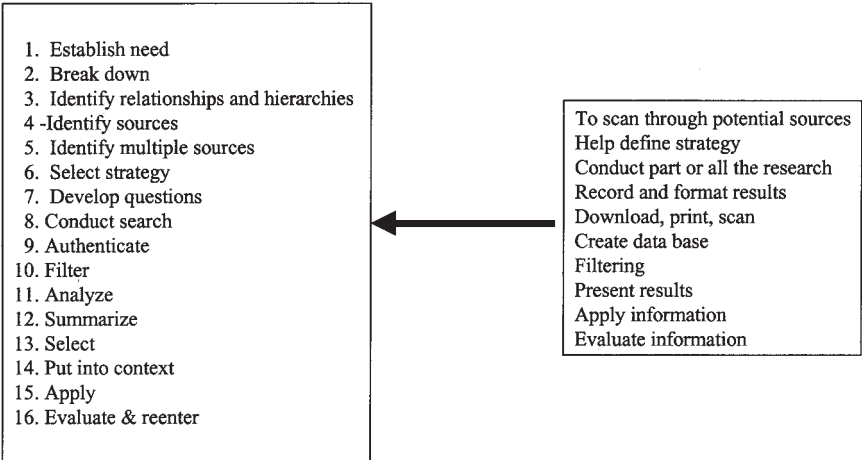 1. Establish need
2. Break down
3. Identify relationships and hierarchies
4 -Identify sources
5. Identify multiple sources
6. Select strategy
7. Develop questions
8. Conduct search
9. Authenticate
10. Filter
11. Analyze
12. Summarize
13. Select
14. Put into context
15. Apply
16. Evaluate & reenter
To scan through potential sources
Help define strategy
Conduct part or all the research
Record and format results
Download, print, scan
Create data base
Filtering
Present results
Apply information
Evaluate information